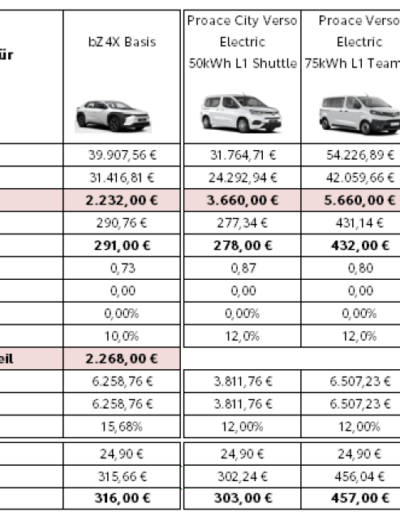 ür
bZ4X Basis
Proace City Verso
Electric
50kWh L1 Shuttle
Proace Verso
Electric
75kWh L1 Team
39.907,56 € 31.764,71 € 54.226,89 €
31.416,81 € 24.292,94 € 42.059,66 €
2.232,00 € 3.660,00 € 5.660,00 €
290,76 € 277,34 € 431,14 €
291,00 € 278,00 € 432,00 €
0,73 0,87 0,80
0,00 0,00 0,00
0,00% 0,00% 0,00%
10,0% 12,0% 12,0%
eil 2.268,00 €
6.258,76 € 3.811,76 € 6.507,23 €
6.258,76 € 3.811,76 € 6.507,23 €
15,68% 12,00% 12,00%
24,90 € 24,90 € 24,90 €
315,66 € 302,24 € 456,04 €
316,00 € 303,00 € 457,00 €